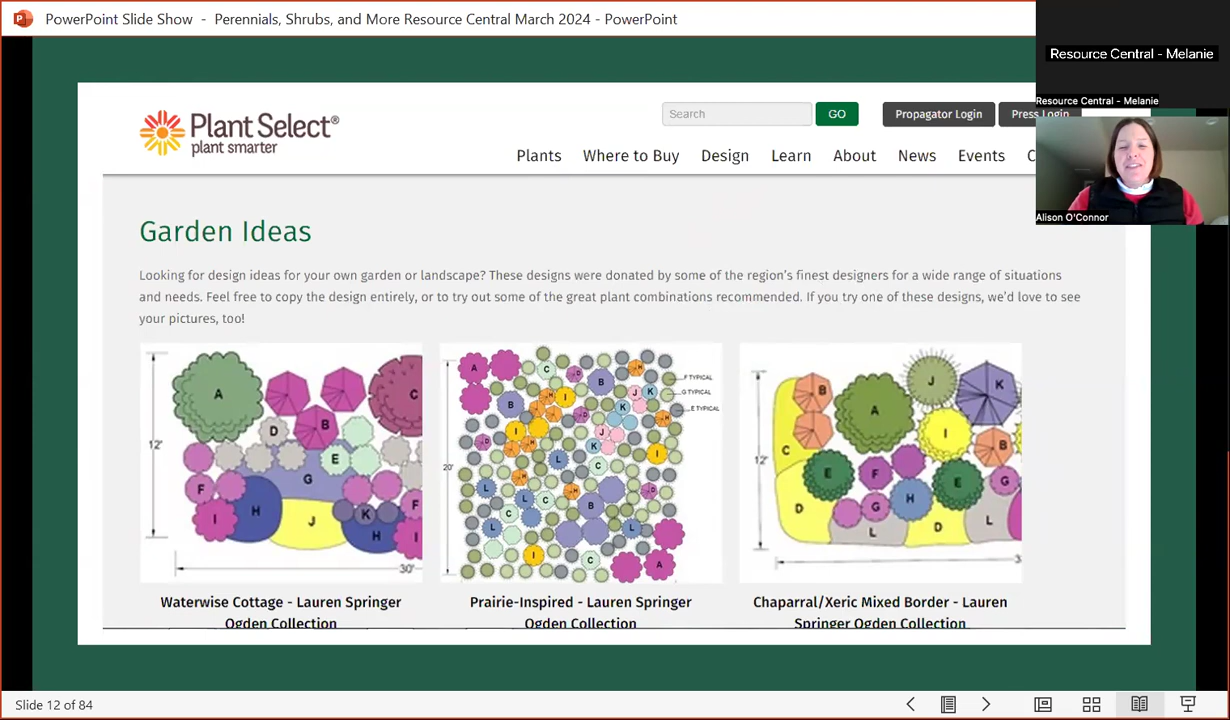 PowerPoint Slide Show - Perennials, Shrubs, and More Resource Central March 2024 - PowerPoint
Resource Central - Melanie
Resource Central - Melanie
Alison O'Connor
Plant Select®
plant smarter
Search
GO
Propagator Login
Press Login
Plants
Where to Buy
Design
Learn
About
News
Events
C
Garden Ideas
Looking for design ideas for your own garden or landscape? These designs were donated by some of the region's finest designers for a wide range of situations
and needs. Feel free to copy the design entirely, or to try out some of the great plant combinations recommended. If you try one of these designs, we'd love to see
your pictures, too!
12'
A
B
C
D
E
F
G
H
I
J
K
H
F
I
30'
20'
A
C
D
H
B
J
K
F TYPICAL
G TYPICAL
E TYPICAL
B
H
I
D
K
H
I
H
J
D
K
I
L
C
H
L
D
L
C
H
C
B
L
L
I
C
A
12'
B
A
J
K
C
I
B
E
F
E
G
H
D
G
L
D
L
3
Waterwise Cottage - Lauren Springer
Ogden Collection
Prairie-Inspired - Lauren Springer
Ogden Collection
Chaparral/Xeric Mixed Border - Lauren
Springer Ogden Collection
Slide 12 of 84